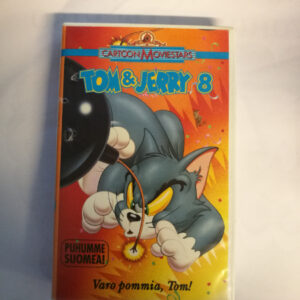 CARTOON MOVIESTARS
TOM & JERRY 8
PUHUMME
SUOMEA!
Varo pommia, Tom!